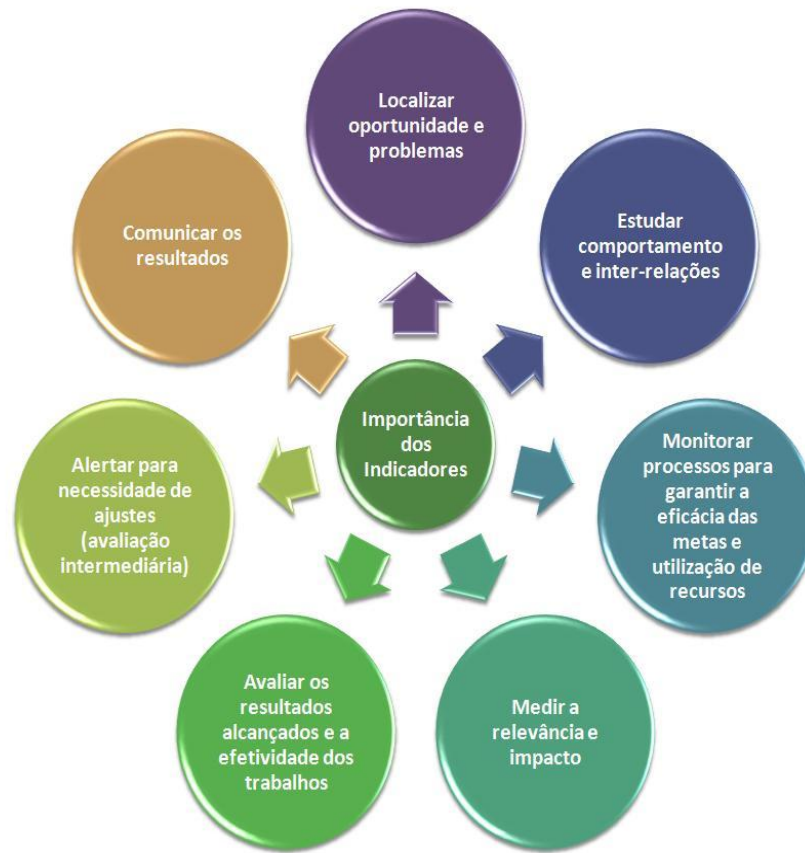 Localizar
oportunidade e
problemas
Estudar
comportamento
e inter-relações
Monitorar
processos para
garantir a
eficácia das
metas e
utilização de
recursos
Medir a
relevância e
impacto
Avaliar os
resultados
alcançados e a
efetividade dos
trabalhos
Alertar para
necessidade de
ajustes
(avaliação
intermediária)
Comunicar os
resultados
Importância
dos
Indicadores